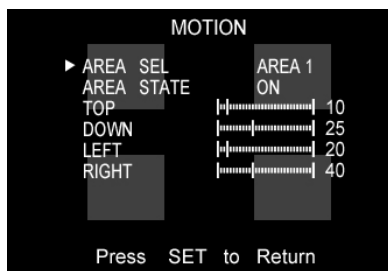 MOTION
AREA SEL AREA 1
AREA STATE ON
TOP 10
DOWN 25
LEFT 20
RIGHT 40
Press SET to Return